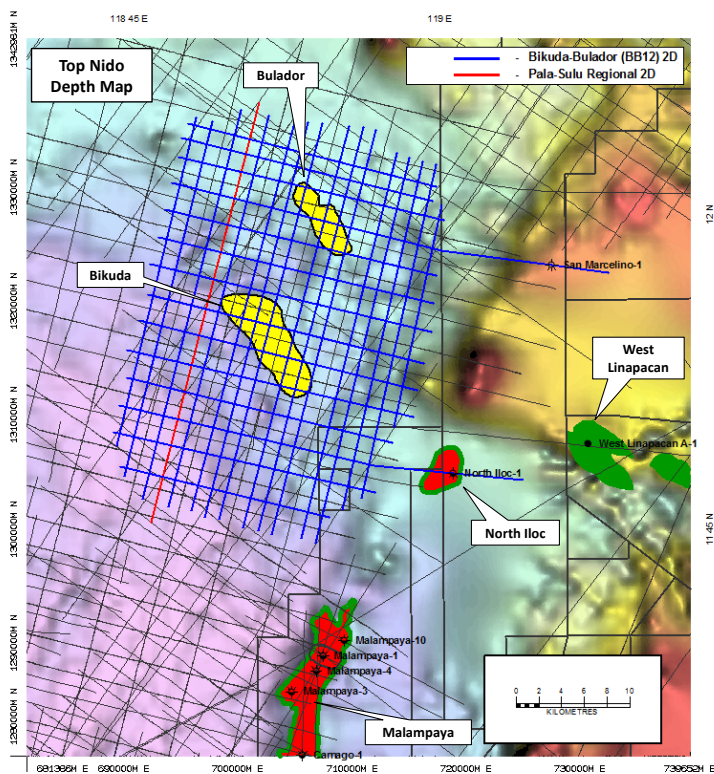 118 45 E
119 E
1342981M N
Top Nido
Depth Map
Bulador
- Bikuda-Bulador (BB12) 2D
- Pala-Sulu Regional 2D
1330000M N
12 N
San Marcelino-1
Bikuda
1320000M N
West
Linapacan
1310000M N
West Linapacan A-1
North Iloc-1
North Iloc
11 45 N
1300000M N
Malampaya-10
Malampaya-1
Malampaya-4
Malampaya-3
1290000M N
0 2 4 6 8 10
KILOMETRES
Malampaya
Camago-1
690000M E
700000M E
710000M E
720000M E
730000M E